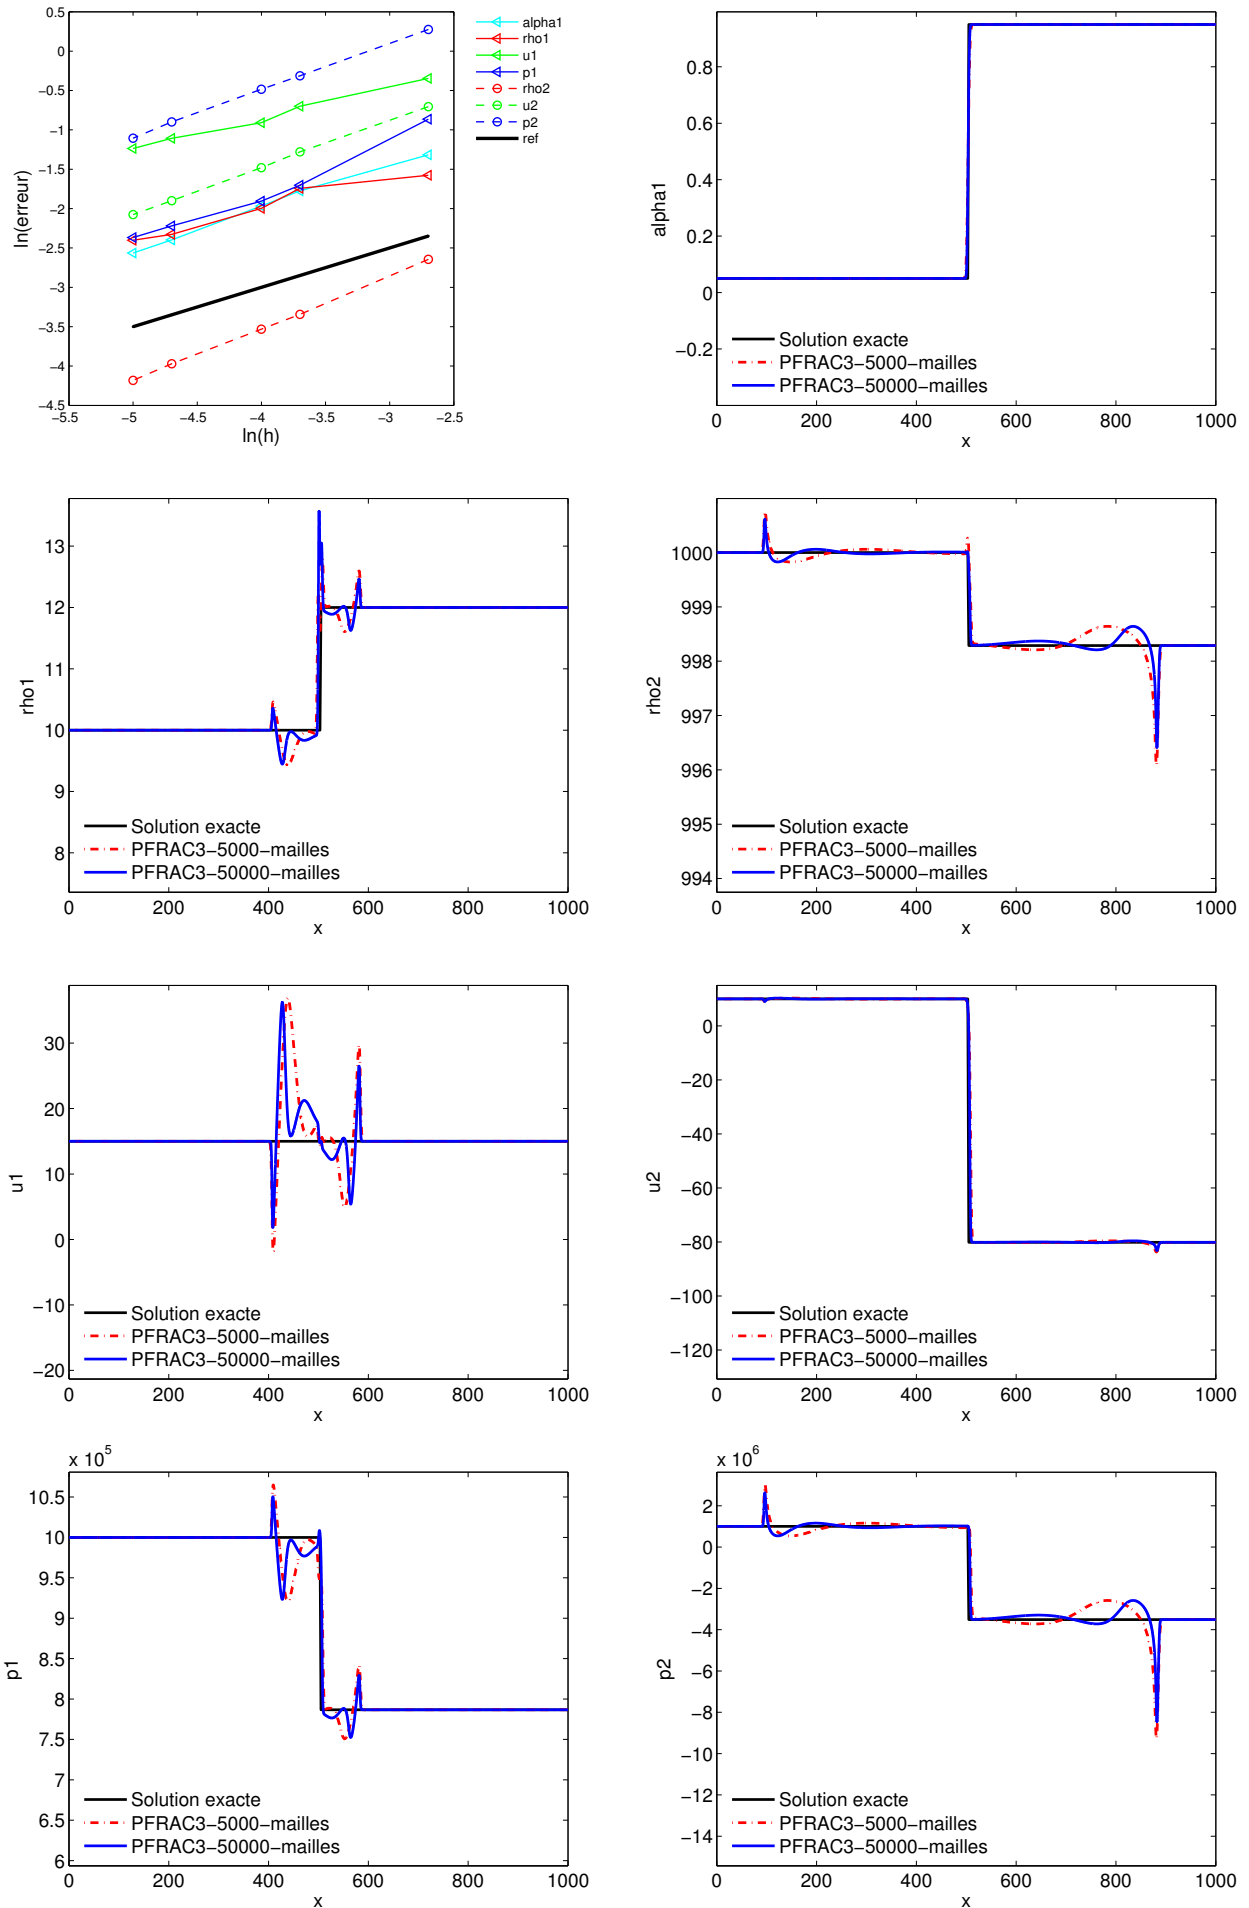 0.5
0
−0.5
−1
−1.5
−2
−2.5
−3
−3.5
−4
−4.5
−5.5
−5
−4.5
−4
−3.5
−3
−2.5
ln(h)
ln(erreur)
alpha1
rho1
u1
p1
rho2
u2
p2
ref
0.8
0.6
0.4
0.2
0
−0.2
0
200
400
600
800
1000
x
alpha1
Solution exacte
PFRAC3−5000−mailles
PFRAC3−50000−mailles
13
12
11
10
9
8
0
200
400
600
800
1000
x
rho1
Solution exacte
PFRAC3−5000−mailles
PFRAC3−50000−mailles
1000
999
998
997
996
995
994
0
200
400
600
800
1000
x
rho2
Solution exacte
PFRAC3−5000−mailles
PFRAC3−50000−mailles
30
20
10
0
−10
−20
0
200
400
600
800
1000
x
u1
Solution exacte
PFRAC3−5000−mailles
PFRAC3−50000−mailles
0
−20
−40
−60
−80
−100
−120
0
200
400
600
800
1000
x
u2
Solution exacte
PFRAC3−5000−mailles
PFRAC3−50000−mailles
x 10^5
10.5
10
9.5
9
8.5
8
7.5
7
6.5
6
0
200
400
600
800
1000
x
p1
Solution exacte
PFRAC3−5000−mailles
PFRAC3−50000−mailles
x 10^6
2
0
−2
−4
−6
−8
−10
−12
−14
0
200
400
600
800
1000
x
p2
Solution exacte
PFRAC3−5000−mailles
PFRAC3−50000−mailles